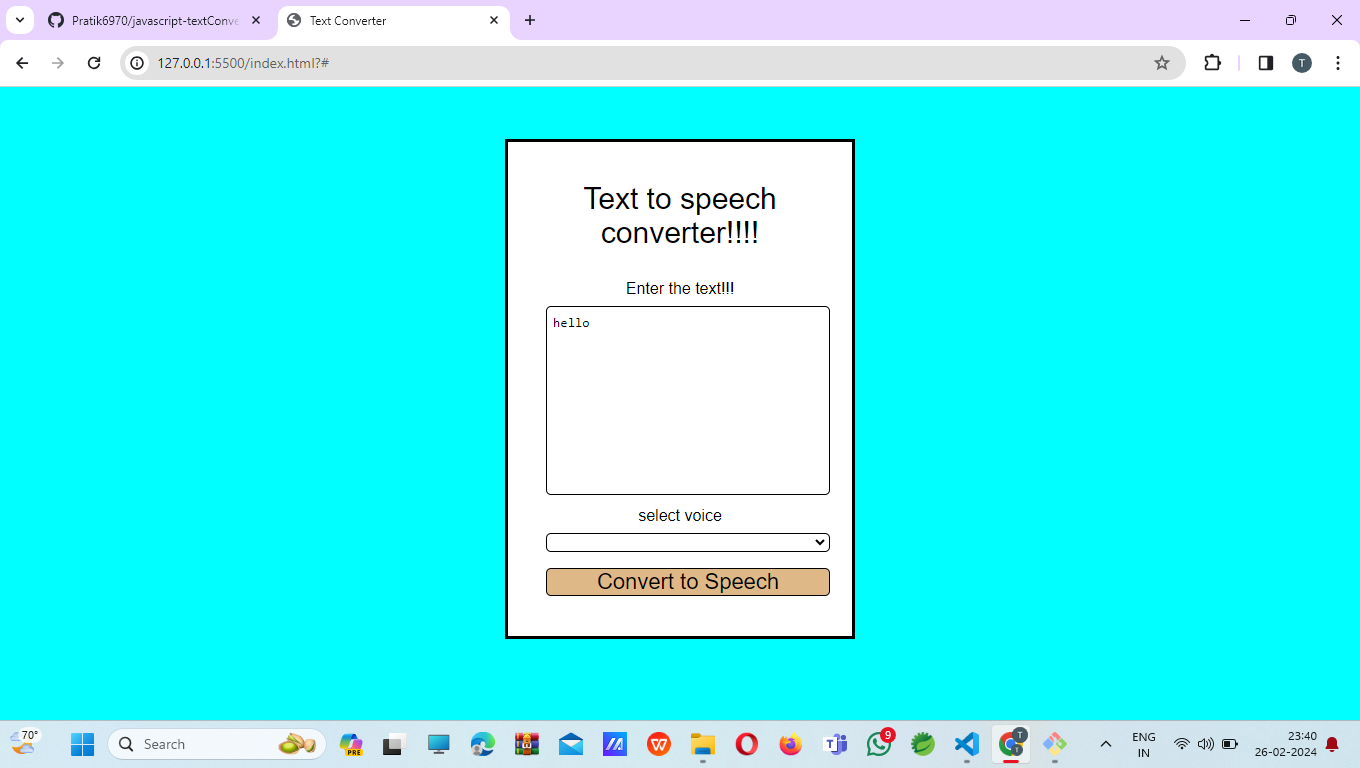 Pratik6970/javascript-textConve
Text Converter
127.0.0.1:5500/index.html?#
T
Text to speech
converter!!!!
Enter the text!!!
hello
select voice
Convert to Speech
70°
Search
PRE
9
T
T
ENG
IN
23:40
26-02-2024